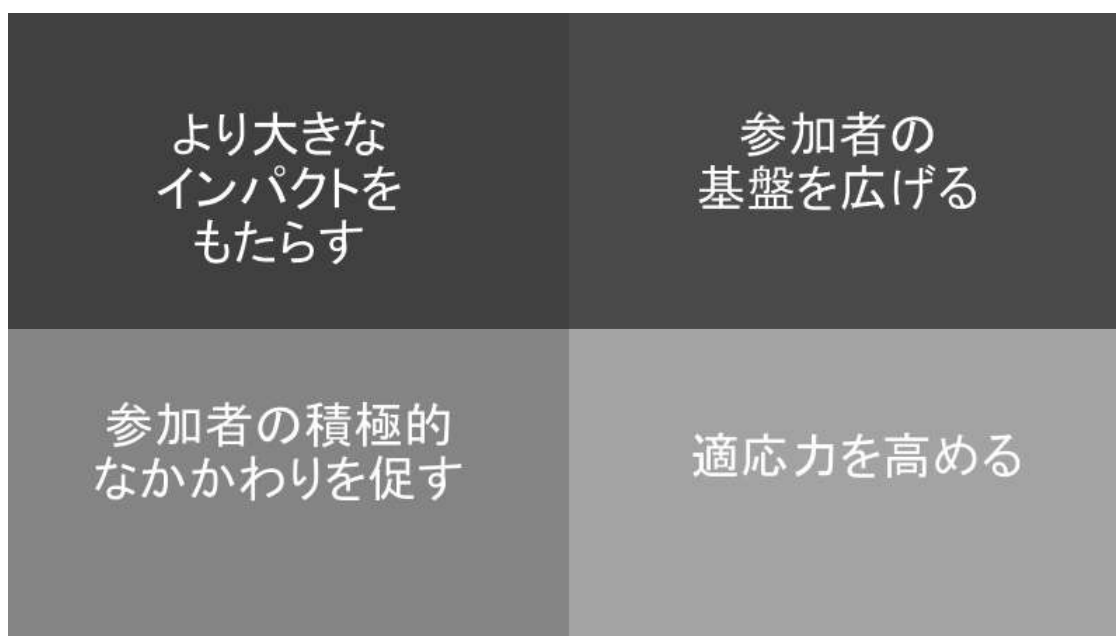 より大きな
インパクトを
もたらす
参加者の
基盤を広げる
参加者の積極的
なかかわりを促す
適応力を高める